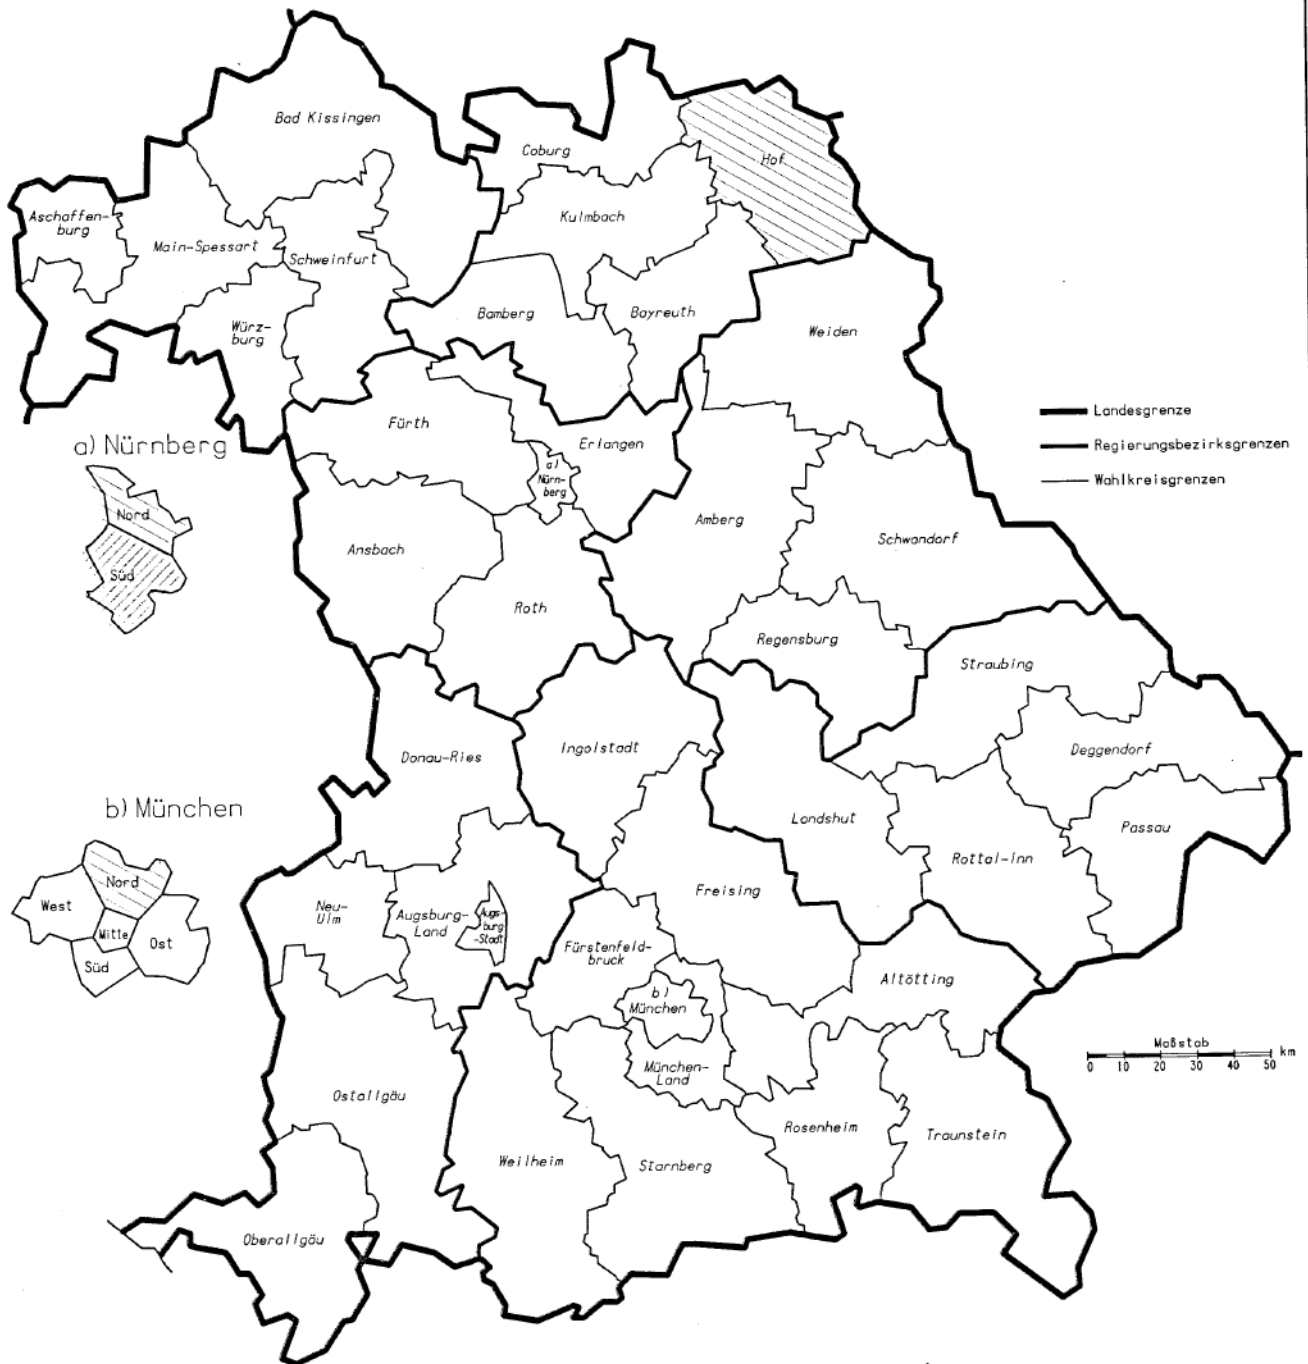 Bad Kissingen
Coburg
Hof
Aschaffen-
burg
Kulmbach
Main-Spessart
Schweinfurt
Würz-
burg
Bamberg
Bayreuth
Weiden
Landesgrenze
Regierungsbezirksgrenzen
Wahlkreisgrenzen
Fürth
Erlangen
a)
Nürn-
berg
a) Nürnberg
Nord
Süd
Ansbach
Amberg
Schwandorf
Roth
Regensburg
Straubing
Donau-Ries
Ingolstadt
Deggendorf
b) München
Nord
West
Mitte
Ost
Süd
Landshut
Passau
Rottal-Inn
Neu-
Ulm
Augsburg-
Land
Augs-
burg
-Stadt
Freising
Fürstenfeld-
bruck
Altötting
b)
München
München-
Land
Maßstab
km
0 10 20 30 40 50
Ostallgäu
Weilheim
Starnberg
Rosenheim
Traunstein
Oberallgäu